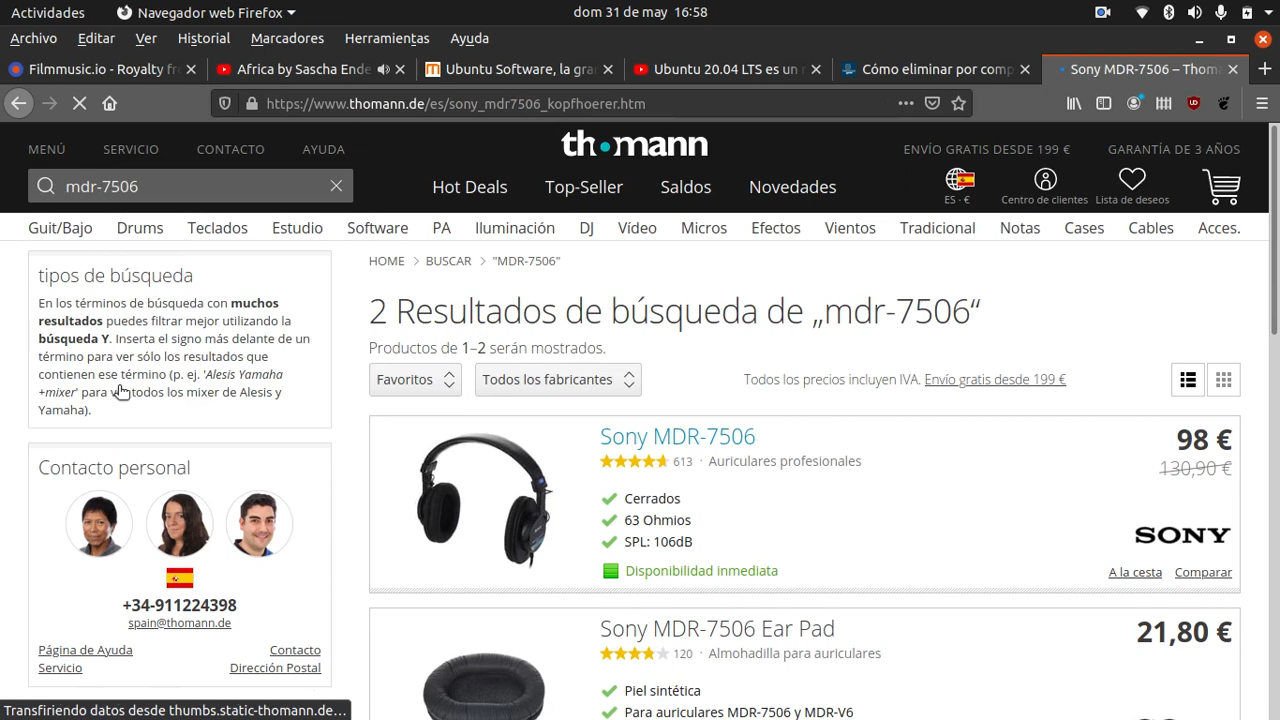 Actividades Navegador web Firefox dom 31 de may 16:58
Archivo Editar Ver Historial Marcadores Herramientas Ayuda
Filmmusic.io - Royalty fr Africa by Sascha Ende Ubuntu Software, la gra Ubuntu 20.04 LTS es un r Cómo eliminar por comp Sony MDR-7506 – Thoma
https://www.thomann.de/es/sony_mdr7506_kopfhoerer.htm
MENÚ SERVICIO CONTACTO AYUDA th•mann ENVÍO GRATIS DESDE 199 € GARANTÍA DE 3 AÑOS
mdr-7506 Hot Deals Top-Seller Saldos Novedades
ES · € Centro de clientes Lista de deseos
Guit/Bajo Drums Teclados Estudio Software PA Iluminación DJ Vídeo Micros Efectos Vientos Tradicional Notas Cases Cables Acces.
HOME > BUSCAR > "MDR-7506"
tipos de búsqueda
En los términos de búsqueda con muchos
resultados puedes filtrar mejor utilizando la
búsqueda Y. Inserta el signo más delante de un
término para ver sólo los resultados que
contienen ese término (p. ej. 'Alesis Yamaha
+mixer' para v todos los mixer de Alesis y
Yamaha).
Contacto personal
+34-911224398
spain@thomann.de
Página de Ayuda Contacto
Servicio Dirección Postal
2 Resultados de búsqueda de „mdr-7506“
Productos de 1–2 serán mostrados.
Favoritos Todos los fabricantes Todos los precios incluyen IVA. Envío gratis desde 199 €
Sony MDR-7506 98 €
613 · Auriculares profesionales 130,90 €
Cerrados
63 Ohmios
SPL: 106dB
SONY
Disponibilidad inmediata A la cesta Comparar
Sony MDR-7506 Ear Pad 21,80 €
120 · Almohadilla para auriculares
Piel sintética
Para auriculares MDR-7506 y MDR-V6
Transfiriendo datos desde thumbs.static-thomann.de...